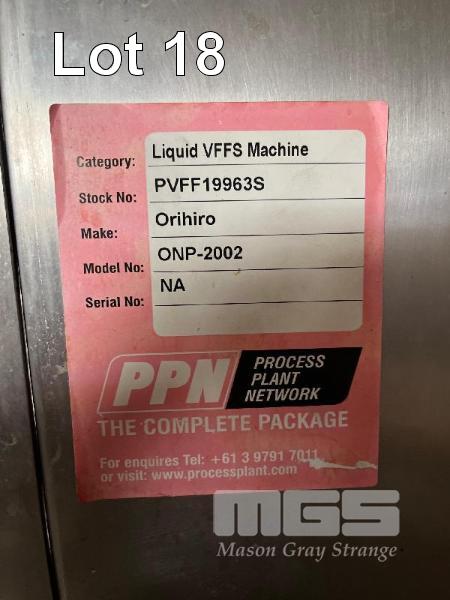 Lot 18
Category: Liquid VFFS Machine
Stock No: PVFF19963S
Make: Orihiro
Model No: ONP-2002
Serial No: NA
PPN PROCESS
PLANT
NETWORK
THE COMPLETE PACKAGE
For enquires Tel: +61 3 9791 7011
or visit: www.processplant.com
MGS
Mason Gray Strange